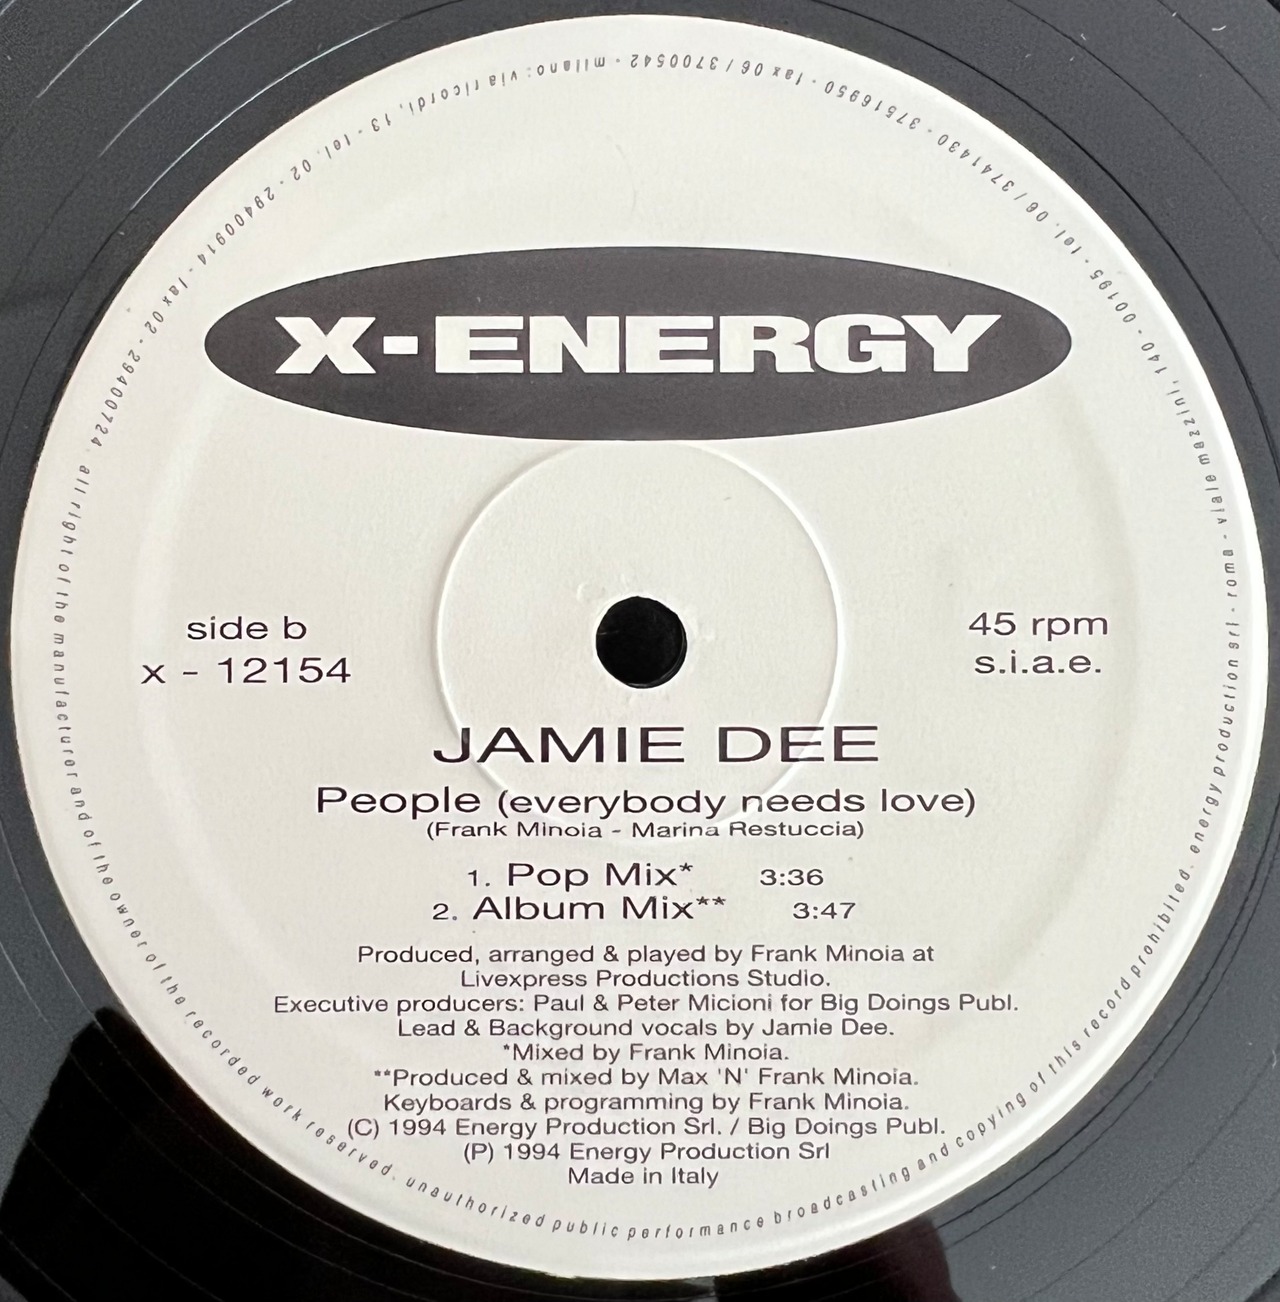 X-ENERGY
side b
x - 12154
45 rpm
s.i.a.e.
JAMIE DEE
People (everybody needs love)
(Frank Minoia - Marina Restuccia)
1. Pop Mix* 3:36
2. Album Mix** 3:47
Produced, arranged & played by Frank Minoia at
Livexpress Productions Studio.
Executive producers: Paul & Peter Micioni for Big Doings Publ.
Lead & Background vocals by Jamie Dee.
*Mixed by Frank Minoia.
**Produced & mixed by Max 'N' Frank Minoia.
Keyboards & programming by Frank Minoia.
(C) 1994 Energy Production Srl. / Big Doings Publ.
(P) 1994 Energy Production Srl
Made in Italy
all right of the manufacturer and of the owner of the recorded work reserved. unauthorized public performance broadcasting and copying of this record prohibited. energy production srl - roma - viale mazzini, 140 - 00195 - tel. 06 / 3741430 - 37516950 - fax 06 / 3700542 - milano: via ricordi, 13 - tel. 02 - 29400914 - fax 02 - 29400724.